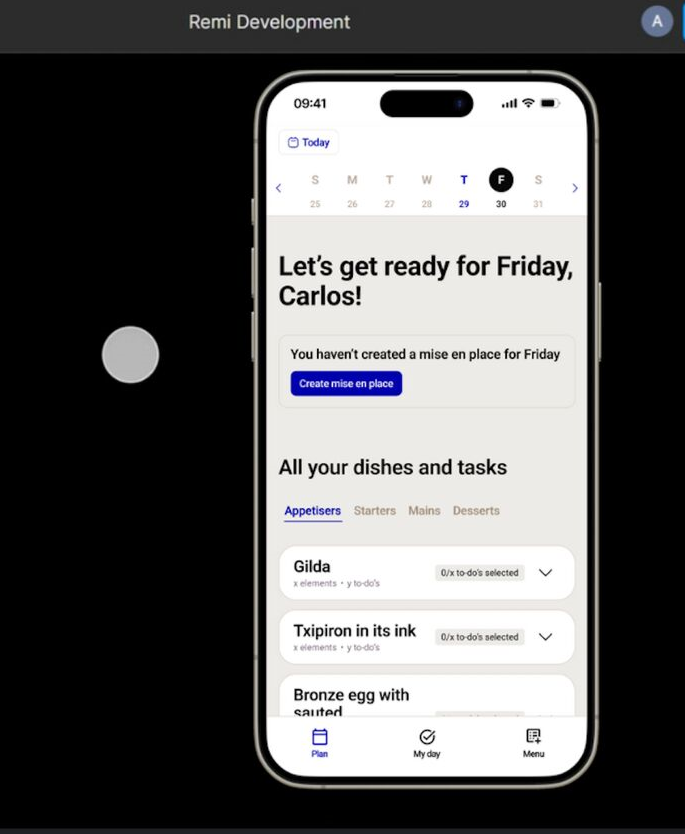 Remi Development
A
09:41
Today
S M T W T F S
25 26 27 28 29 30 31
Let's get ready for Friday,
Carlos!
You haven't created a mise en place for Friday
Create mise en place
All your dishes and tasks
Appetisers Starters Mains Desserts
Gilda
0/x to-do's selected
x elements • y to-do's
Txipiron in its ink
0/x to-do's selected
x elements • y to-do's
Bronze egg with
sauted
Plan My day Menu